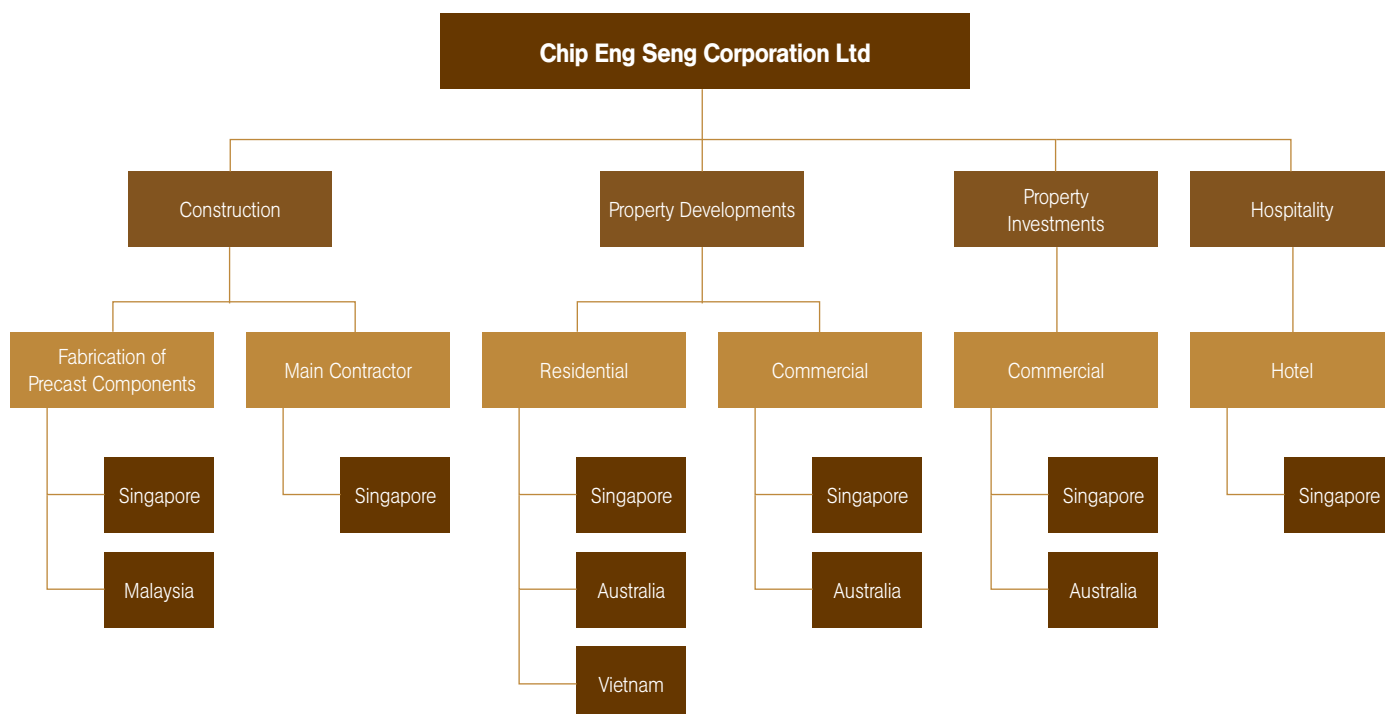 Chip Eng Seng Corporation Ltd
Construction
Property Developments
Property
Investments
Hospitality
Fabrication of
Precast Components
Main Contractor
Residential
Commercial
Commercial
Hotel
Singapore
Singapore
Singapore
Singapore
Singapore
Singapore
Malaysia
Australia
Australia
Australia
Vietnam